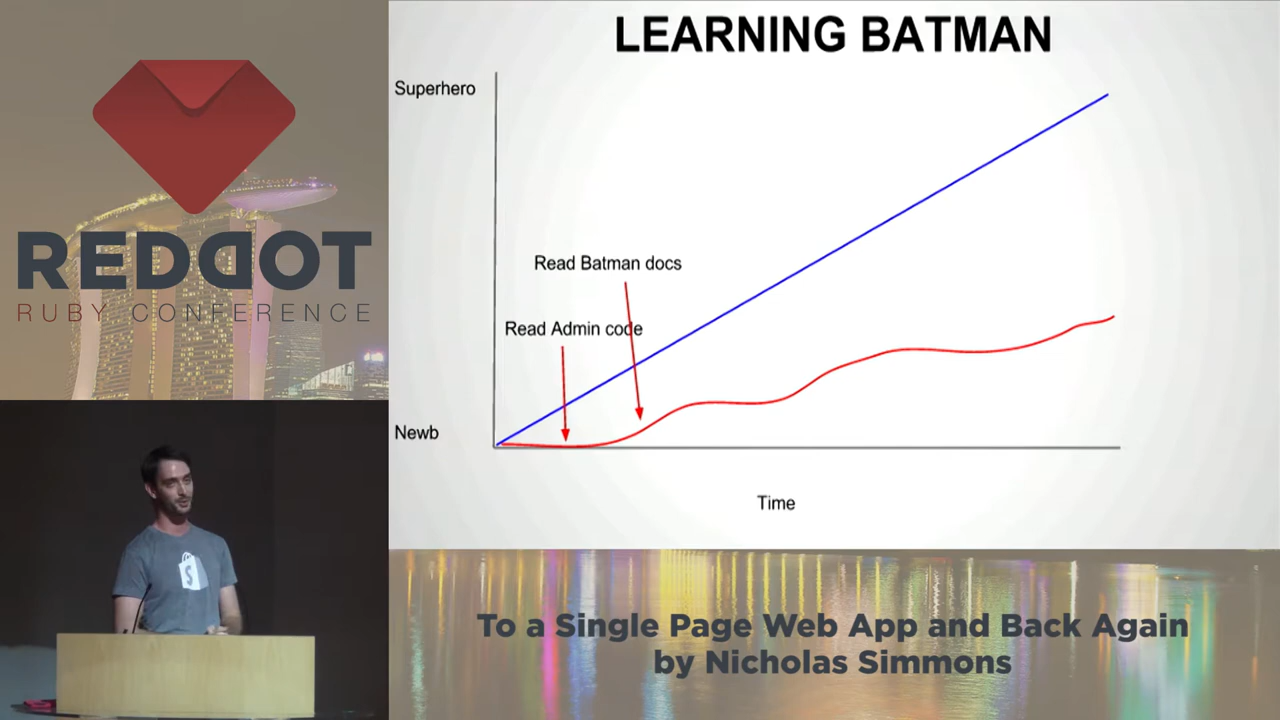 REDDOT
RUBY CONFERENCE
LEARNING BATMAN
Superhero
Read Batman docs
Read Admin code
Newb
Time
To a Single Page Web App and Back Again
by Nicholas Simmons
S